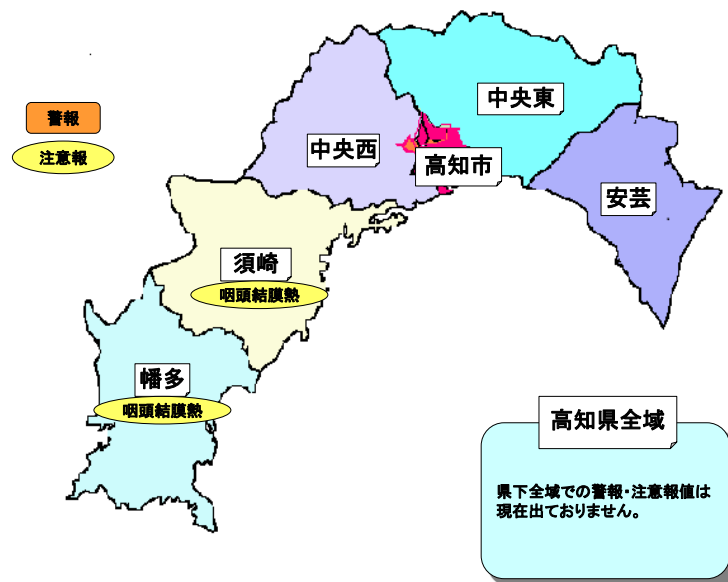 中央東
警報
中央西
注意報
高知市
安芸
須崎
咽頭結膜熱
幡多
咽頭結膜熱
高知県全域
県下全域での警報・注意報値は
現在出ておりません。